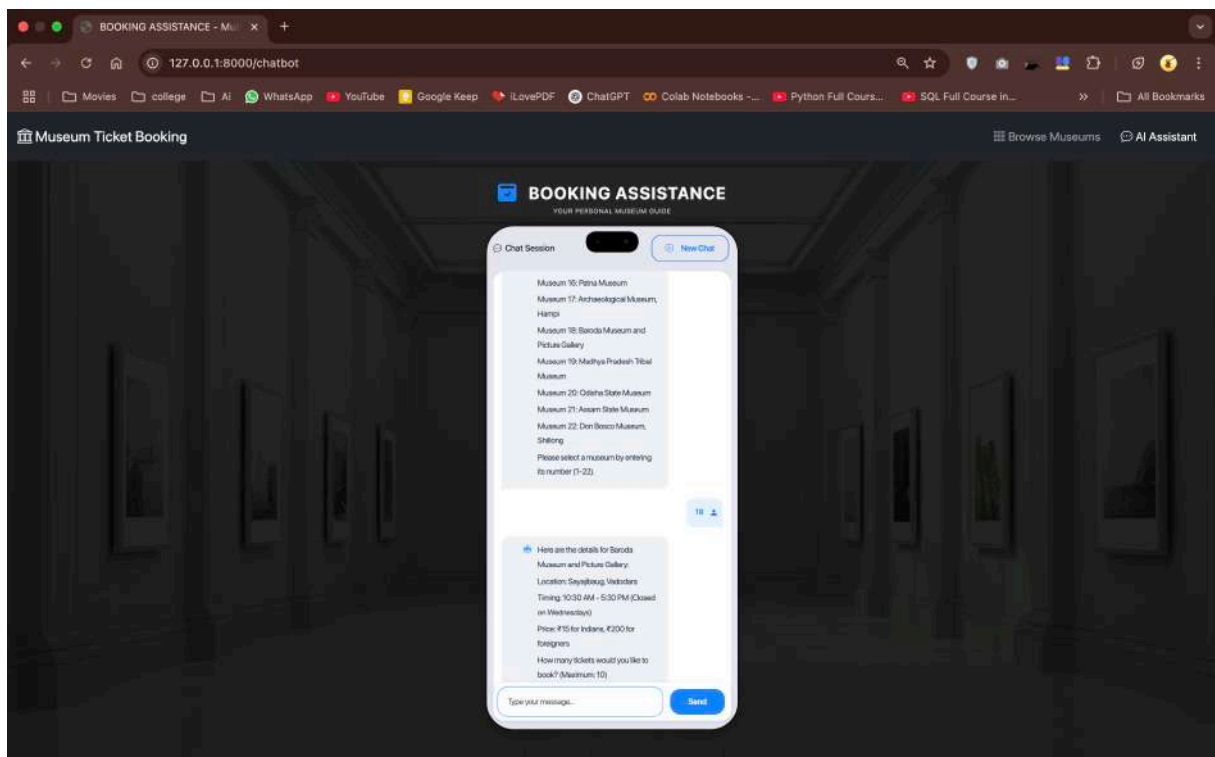 BOOKING ASSISTANCE - Mu
127.0.0.1:8000/chatbot
Movies college Ai WhatsApp YouTube Google Keep iLovePDF ChatGPT Colab Notebooks -... Python Full Cours... SQL Full Course in... » All Bookmarks
Museum Ticket Booking Browse Museums AI Assistant
BOOKING ASSISTANCE
YOUR PERSONAL MUSEUM GUIDE
Chat Session New Chat
Museum 16: Patna Museum
Museum 17: Archaeological Museum,
Hampi
Museum 18: Baroda Museum and
Picture Gallery
Museum 19: Madhya Pradesh Tribal
Museum
Museum 20: Odisha State Museum
Museum 21: Assam State Museum
Museum 22: Don Bosco Museum,
Shillong
Please select a museum by entering
its number (1-22).
18
Here are the details for Baroda
Museum and Picture Gallery:
Location: Sayajibaug, Vadodara
Timing: 10:30 AM - 5:30 PM (Closed
on Wednesdays)
Price: ₹15 for Indians, ₹200 for
foreigners
How many tickets would you like to
book? (Maximum: 10)
Type your message... Send